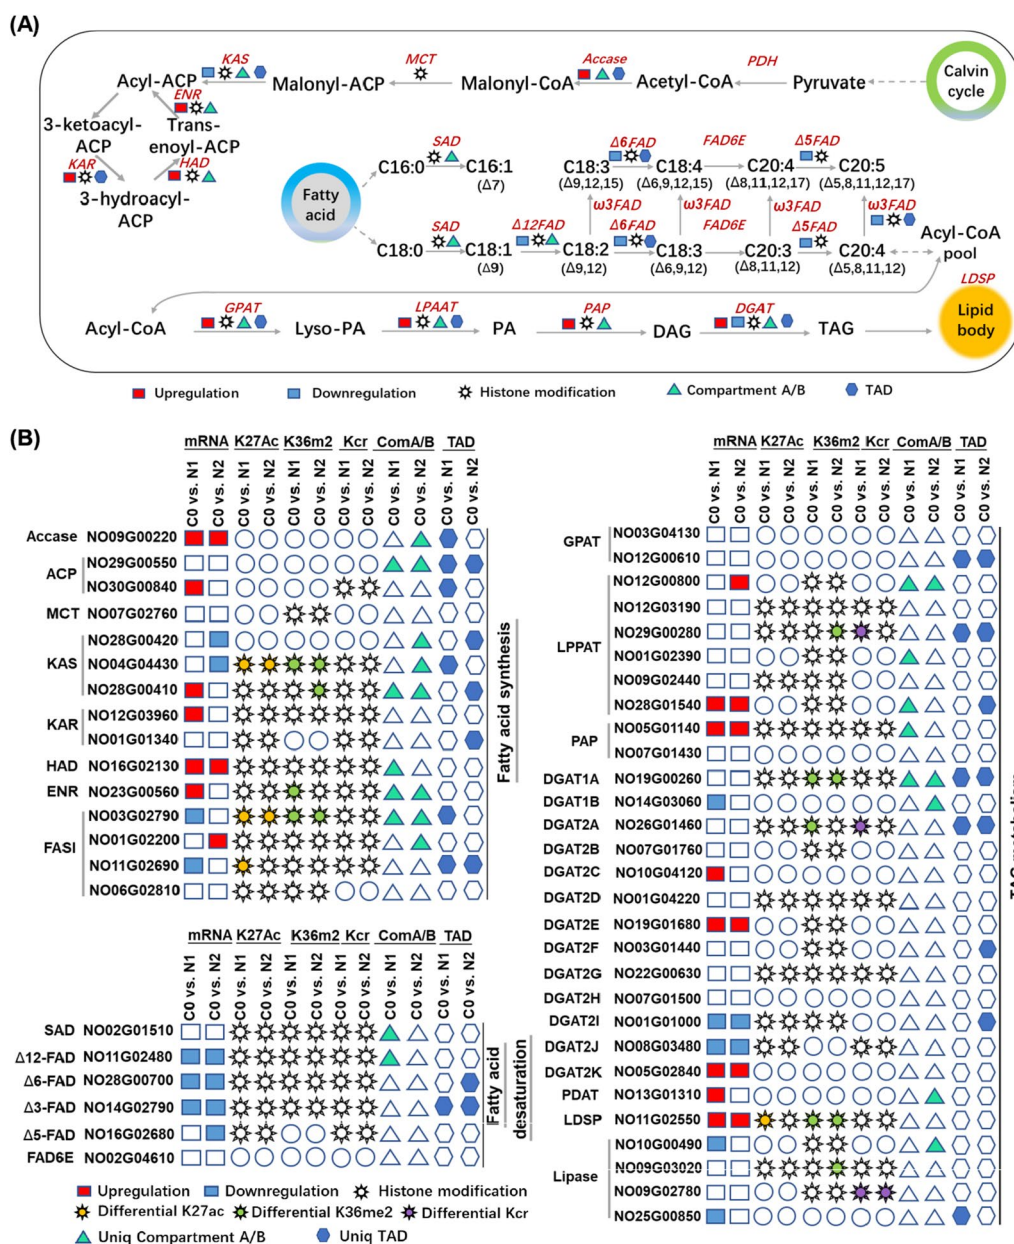 (A)
KAS
MCT
Accase
PDH
Acyl-ACP
Malonyl-ACP
Malonyl-CoA
Acetyl-CoA
Pyruvate
Calvin
cycle
ENR
3-ketoacyl-
ACP
Trans-
enoyl-ACP
KAR
HAD
3-hydroacyl-
ACP
Fatty
acid
SAD
Δ6FAD
FAD6E
Δ5FAD
C16:0
C16:1
(Δ7)
C18:3
(Δ9,12,15)
C18:4
(Δ6,9,12,15)
C20:4
(Δ8,11,12,17)
C20:5
(Δ5,8,11,12,17)
ω3FAD
ω3FAD
ω3FAD
ω3FAD
SAD
Δ12FAD
Δ6FAD
FAD6E
Δ5FAD
C18:0
C18:1
(Δ9)
C18:2
(Δ9,12)
C18:3
(Δ6,9,12)
C20:3
(Δ8,11,12)
C20:4
(Δ5,8,11,12)
Acyl-CoA
pool
LDSP
GPAT
LPAAT
PAP
DGAT
Acyl-CoA
Lyso-PA
PA
DAG
TAG
Lipid
body
Upregulation
Downregulation
Histone modification
Compartment A/B
TAD
(B)
mRNA K27Ac K36m2 Kcr ComA/B TAD
C0 vs. N1
C0 vs. N2
C0 vs. N1
C0 vs. N2
C0 vs. N1
C0 vs. N2
C0 vs. N1
C0 vs. N2
C0 vs. N1
C0 vs. N2
C0 vs. N1
C0 vs. N2
Accase NO09G00220
ACP
NO29G00550
NO30G00840
MCT NO07G02760
KAS
NO28G00420
NO04G04430
NO28G00410
KAR
NO12G03960
NO01G01340
HAD NO16G02130
ENR NO23G00560
FASI
NO03G02790
NO01G02200
NO11G02690
NO06G02810
Fatty acid synthesis
mRNA K27Ac K36m2 Kcr ComA/B TAD
C0 vs. N1
C0 vs. N2
C0 vs. N1
C0 vs. N2
C0 vs. N1
C0 vs. N2
C0 vs. N1
C0 vs. N2
C0 vs. N1
C0 vs. N2
C0 vs. N1
C0 vs. N2
SAD NO02G01510
Δ12-FAD NO11G02480
Δ6-FAD NO28G00700
Δ3-FAD NO14G02790
Δ5-FAD NO16G02680
FAD6E NO02G04610
Fatty acid
desaturation
Upregulation
Downregulation
Histone modification
Differential K27ac
Differential K36me2
Differential Kcr
Uniq Compartment A/B
Uniq TAD
mRNA K27Ac K36m2 Kcr ComA/B TAD
C0 vs. N1
C0 vs. N2
C0 vs. N1
C0 vs. N2
C0 vs. N1
C0 vs. N2
C0 vs. N1
C0 vs. N2
C0 vs. N1
C0 vs. N2
C0 vs. N1
C0 vs. N2
GPAT
NO03G04130
NO12G00610
LPPAT
NO12G00800
NO12G03190
NO29G00280
NO01G02390
NO09G02440
NO28G01540
PAP
NO05G01140
NO07G01430
DGAT1A NO19G00260
DGAT1B NO14G03060
DGAT2A NO26G01460
DGAT2B NO07G01760
DGAT2C NO10G04120
DGAT2D NO01G04220
DGAT2E NO19G01680
DGAT2F NO03G01440
DGAT2G NO22G00630
DGAT2H NO07G01500
DGAT2I NO01G01000
DGAT2J NO08G03480
DGAT2K NO05G02840
PDAT NO13G01310
LDSP NO11G02550
Lipase
NO10G00490
NO09G03020
NO09G02780
NO25G00850